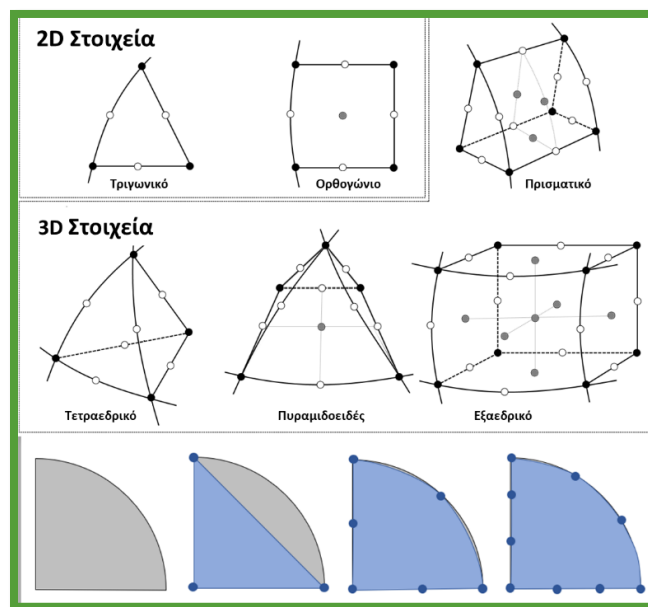 2D Στοιχεία
Τριγωνικό
Ορθογώνιο
Πρισματικό
3D Στοιχεία
Τετραεδρικό
Πυραμιδοειδές
Εξαεδρικό